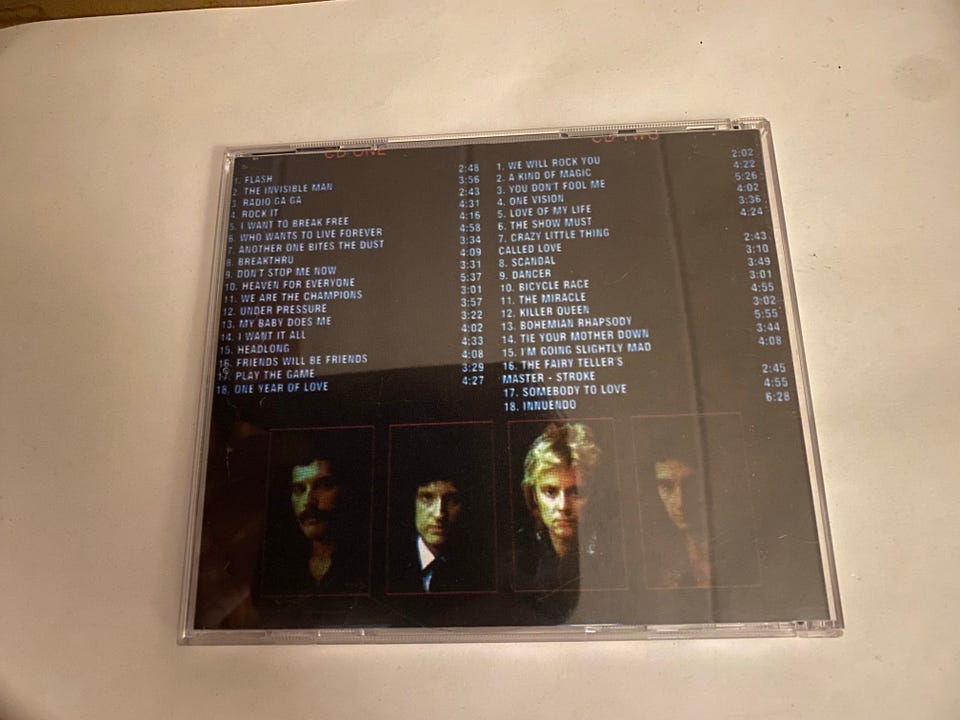 CD ONE
1. FLASH 2:48
2. THE INVISIBLE MAN 3:56
3. RADIO GA GA 2:43
4. ROCK IT 4:31
5. I WANT TO BREAK FREE 4:16
6. WHO WANTS TO LIVE FOREVER 4:58
7. ANOTHER ONE BITES THE DUST 3:34
8. BREAKTHRU 4:09
9. DON'T STOP ME NOW 3:31
10. HEAVEN FOR EVERYONE 5:37
11. WE ARE THE CHAMPIONS 3:01
12. UNDER PRESSURE 3:57
13. MY BABY DOES ME 3:22
14. I WANT IT ALL 4:02
15. HEADLONG 4:33
16. FRIENDS WILL BE FRIENDS 4:08
17. PLAY THE GAME 3:29
18. ONE YEAR OF LOVE 4:27
CD TWO
1. WE WILL ROCK YOU 2:02
2. A KIND OF MAGIC 4:22
3. YOU DON'T FOOL ME 5:26
4. ONE VISION 4:02
5. LOVE OF MY LIFE 3:36
6. THE SHOW MUST 4:24
7. CRAZY LITTLE THING
CALLED LOVE 2:43
8. SCANDAL 3:10
9. DANCER 3:49
10. BICYCLE RACE 3:01
11. THE MIRACLE 4:55
12. KILLER QUEEN 3:02
13. BOHEMIAN RHAPSODY 5:55
14. TIE YOUR MOTHER DOWN 3:44
15. I'M GOING SLIGHTLY MAD 4:08
16. THE FAIRY TELLER'S
MASTER - STROKE 2:45
17. SOMEBODY TO LOVE 4:55
18. INNUENDO 6:28